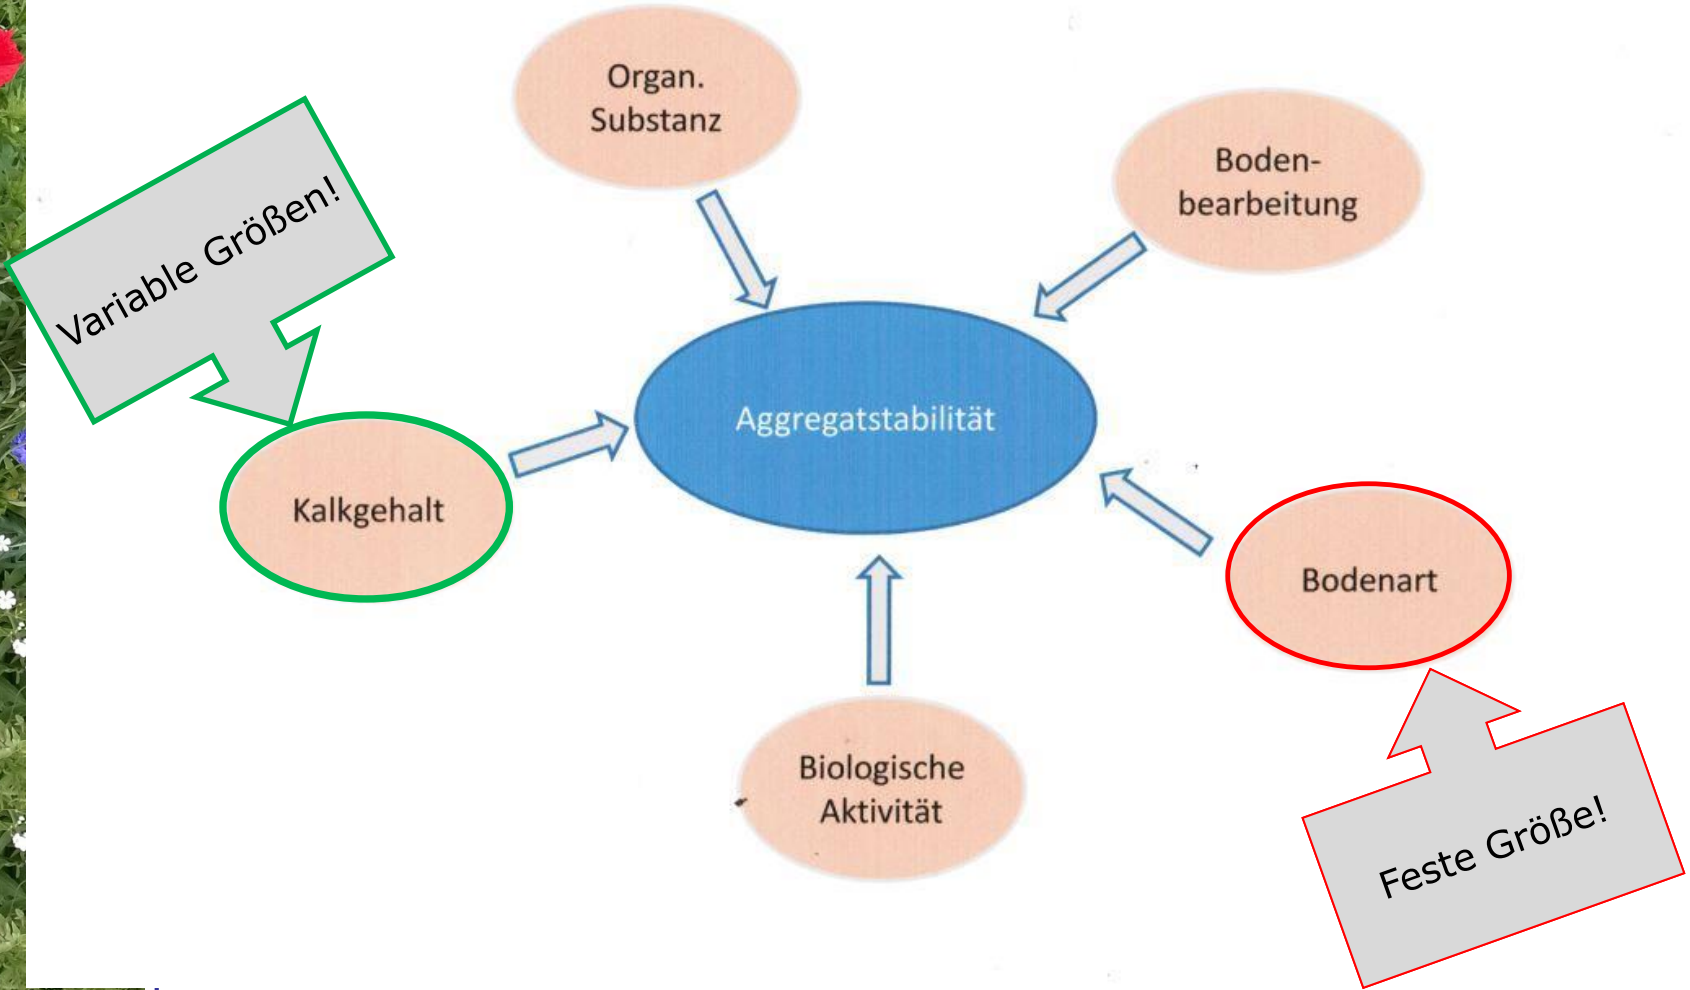 Organ.
Substanz
Boden-
bearbeitung
Variable Größen!
Aggregatstabilität
Kalkgehalt
Bodenart
Biologische
Aktivität
Feste Größe!